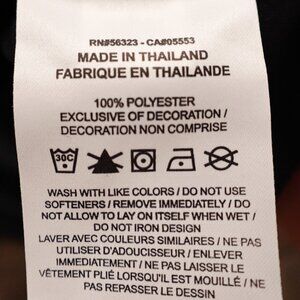 RN#56323 - CA#05553
MADE IN THAILAND
FABRIQUE EN THAILANDE
100% POLYESTER
EXCLUSIVE OF DECORATION /
DECORATION NON COMPRISE
30C
WASH WITH LIKE COLORS / DO NOT USE
SOFTENERS / REMOVE IMMEDIATELY / DO
NOT ALLOW TO LAY ON ITSELF WHEN WET /
DO NOT IRON DESIGN
LAVER AVEC COULEURS SIMILAIRES / NE PAS
UTILISER D'ADOUCISSEUR / ENLEVER
IMMEDIATEMENT / NE PAS LAISSER LE
VÊTEMENT PLIÉ LORSQU'IL EST MOUILLÉ / NE
PAS REPASSER LE DESSIN